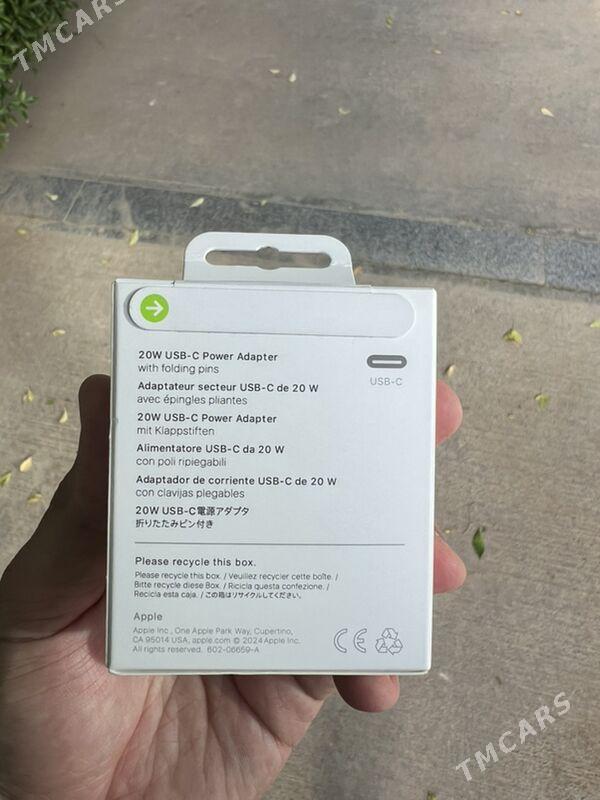 TMCARS
20W USB-C Power Adapter
with folding pins
USB-C
Adaptateur secteur USB-C de 20 W
avec épingles pliantes
20W USB-C Power Adapter
mit Klappstiften
Alimentatore USB-C da 20 W
con poli ripiegabili
Adaptador de corriente USB-C de 20 W
con clavijas plegables
20W USB-C電源アダプタ
折りたたみピン付き
Please recycle this box.
Please recycle this box. / Veuillez recycler cette boîte. /
Bitte recycle diese Box. / Ricicla questa confezione. /
Recicla esta caja. / この箱はリサイクルしてください。
Apple
Apple Inc., One Apple Park Way, Cupertino,
CA 95014 USA, apple.com © 2024 Apple Inc.
All rights reserved. 602-06659-A
CE
TMCARS